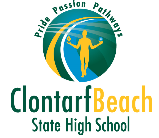 Pride Passion Pathways
ClontarfBeach
State High School